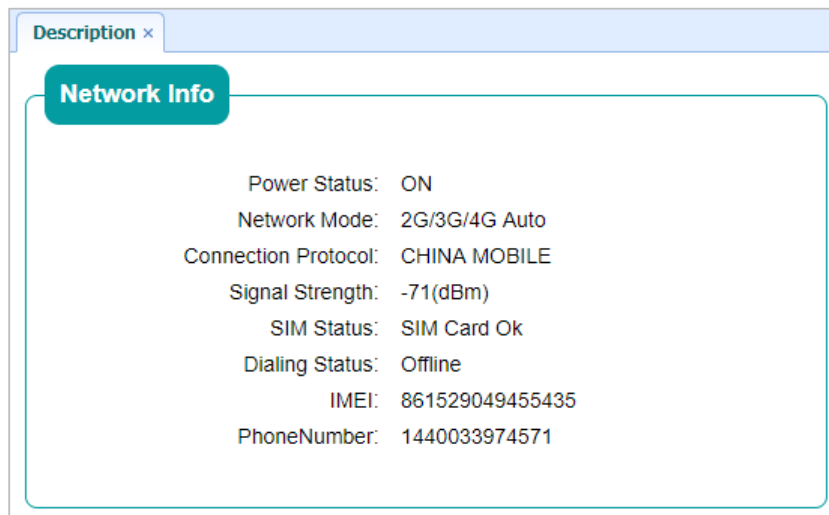 Description ×
Network Info
Power Status: ON
Network Mode: 2G/3G/4G Auto
Connection Protocol: CHINA MOBILE
Signal Strength: -71(dBm)
SIM Status: SIM Card Ok
Dialing Status: Offline
IMEI: 861529049455435
PhoneNumber: 1440033974571